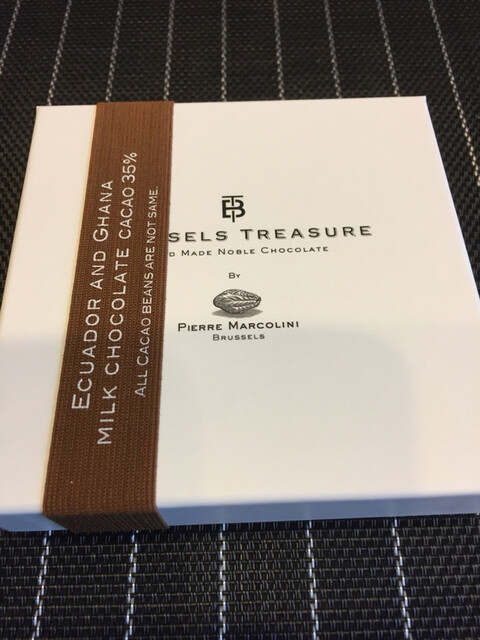 ECUADOR AND GHANA
MILK CHOCOLATE CACAO 35%
ALL CACAO BEANS ARE NOT SAME.
TB
SELS TREASURE
D MADE NOBLE CHOCOLATE
BY
PIERRE MARCOLINI
BRUSSELS